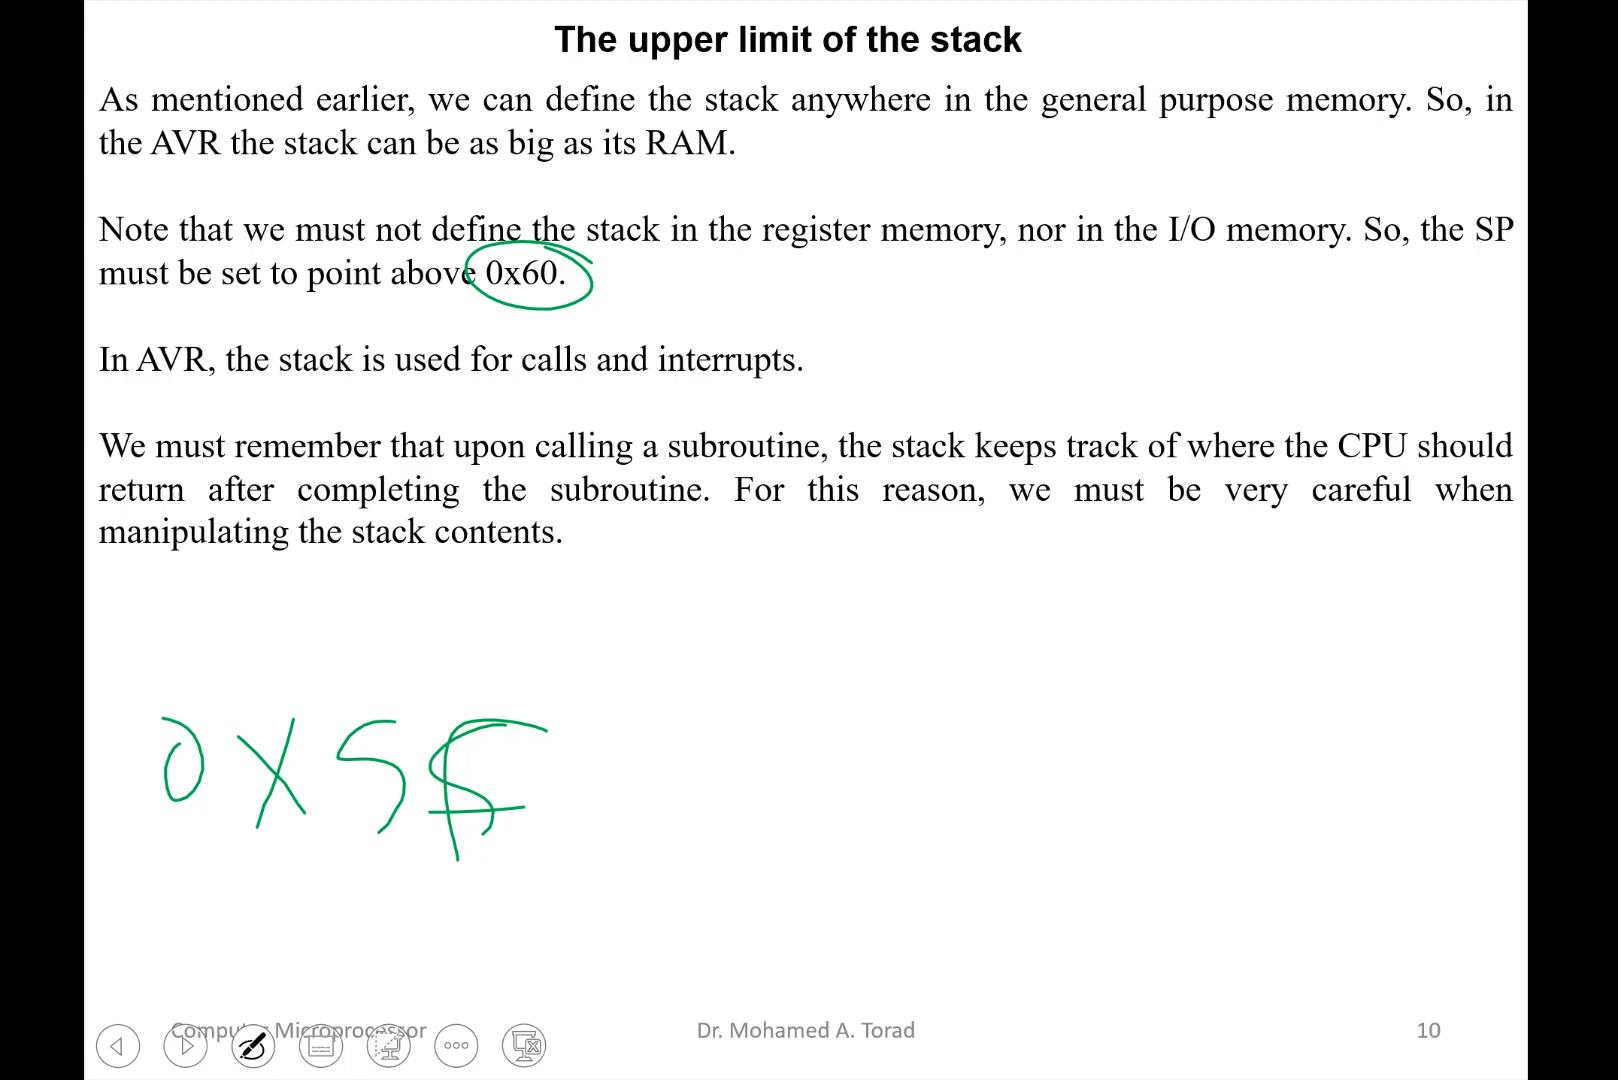 The upper limit of the stack
As mentioned earlier, we can define the stack anywhere in the general purpose memory. So, in
the AVR the stack can be as big as its RAM.
Note that we must not define the stack in the register memory, nor in the I/O memory. So, the SP
must be set to point above 0x60.
In AVR, the stack is used for calls and interrupts.
We must remember that upon calling a subroutine, the stack keeps track of where the CPU should
return after completing the subroutine. For this reason, we must be very careful when
manipulating the stack contents.
0X5
Computer Microprocessor
Dr. Mohamed A. Torad
10